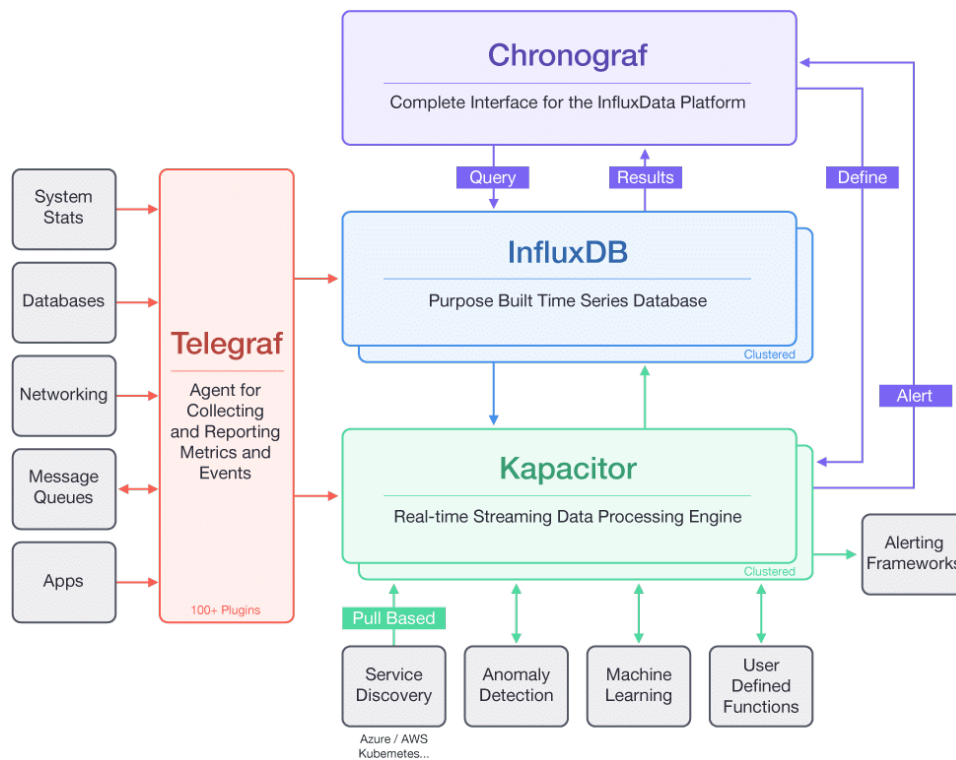 Chronograf
Complete Interface for the InfluxData Platform
Query
Results
Define
System
Stats
Databases
Networking
Message
Queues
Apps
Telegraf
Agent for
Collecting
and Reporting
Metrics and
Events
100+ Plugins
InfluxDB
Purpose Built Time Series Database
Clustered
Alert
Kapacitor
Real-time Streaming Data Processing Engine
Clustered
Alerting
Frameworks
Pull Based
Service
Discovery
Azure / AWS
Kubernetes...
Anomaly
Detection
Machine
Learning
User
Defined
Functions